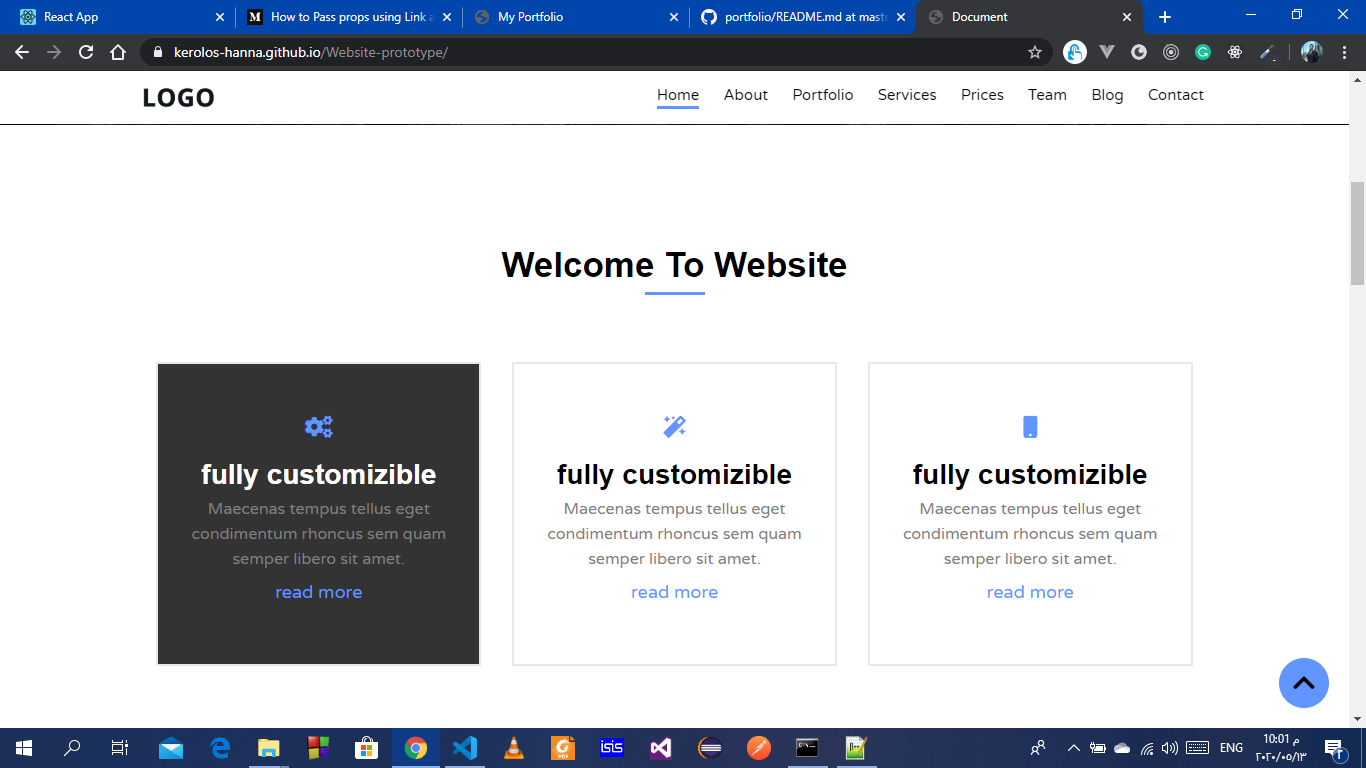 React App
How to Pass props using Link a
My Portfolio
portfolio/README.md at maste
Document
kerolos-hanna.github.io/Website-prototype/
LOGO
Home About Portfolio Services Prices Team Blog Contact
Welcome To Website
fully customizible
Maecenas tempus tellus eget
condimentum rhoncus sem quam
semper libero sit amet.
read more
fully customizible
Maecenas tempus tellus eget
condimentum rhoncus sem quam
semper libero sit amet.
read more
fully customizible
Maecenas tempus tellus eget
condimentum rhoncus sem quam
semper libero sit amet.
read more
isis
ENG
10:01 م
٢٠٢٠/٠٥/١٣